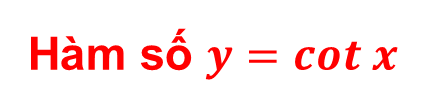 Hàm số y = cot x